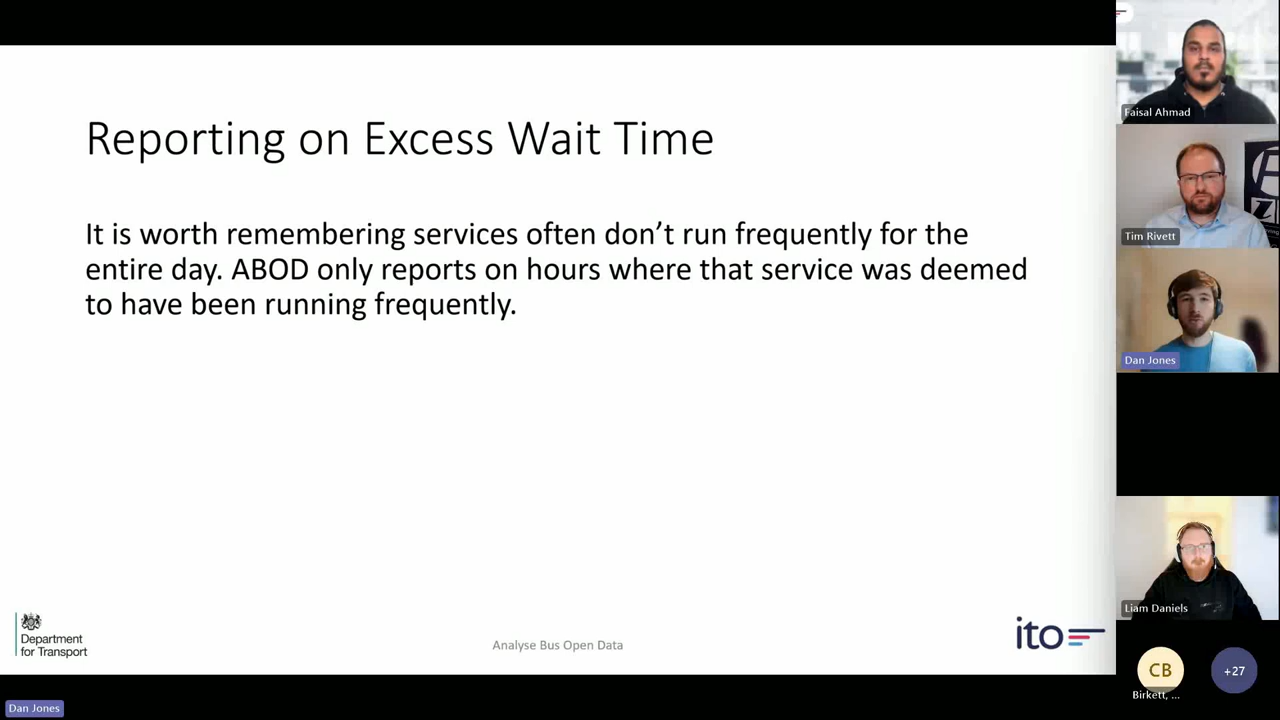 Reporting on Excess Wait Time
It is worth remembering services often don’t run frequently for the
entire day. ABOD only reports on hours where that service was deemed
to have been running frequently.
Department
for Transport
Analyse Bus Open Data
ito
Dan Jones
Faisal Ahmad
Tim Rivett
Dan Jones
Liam Daniels
CB
Birkett, ...
+27